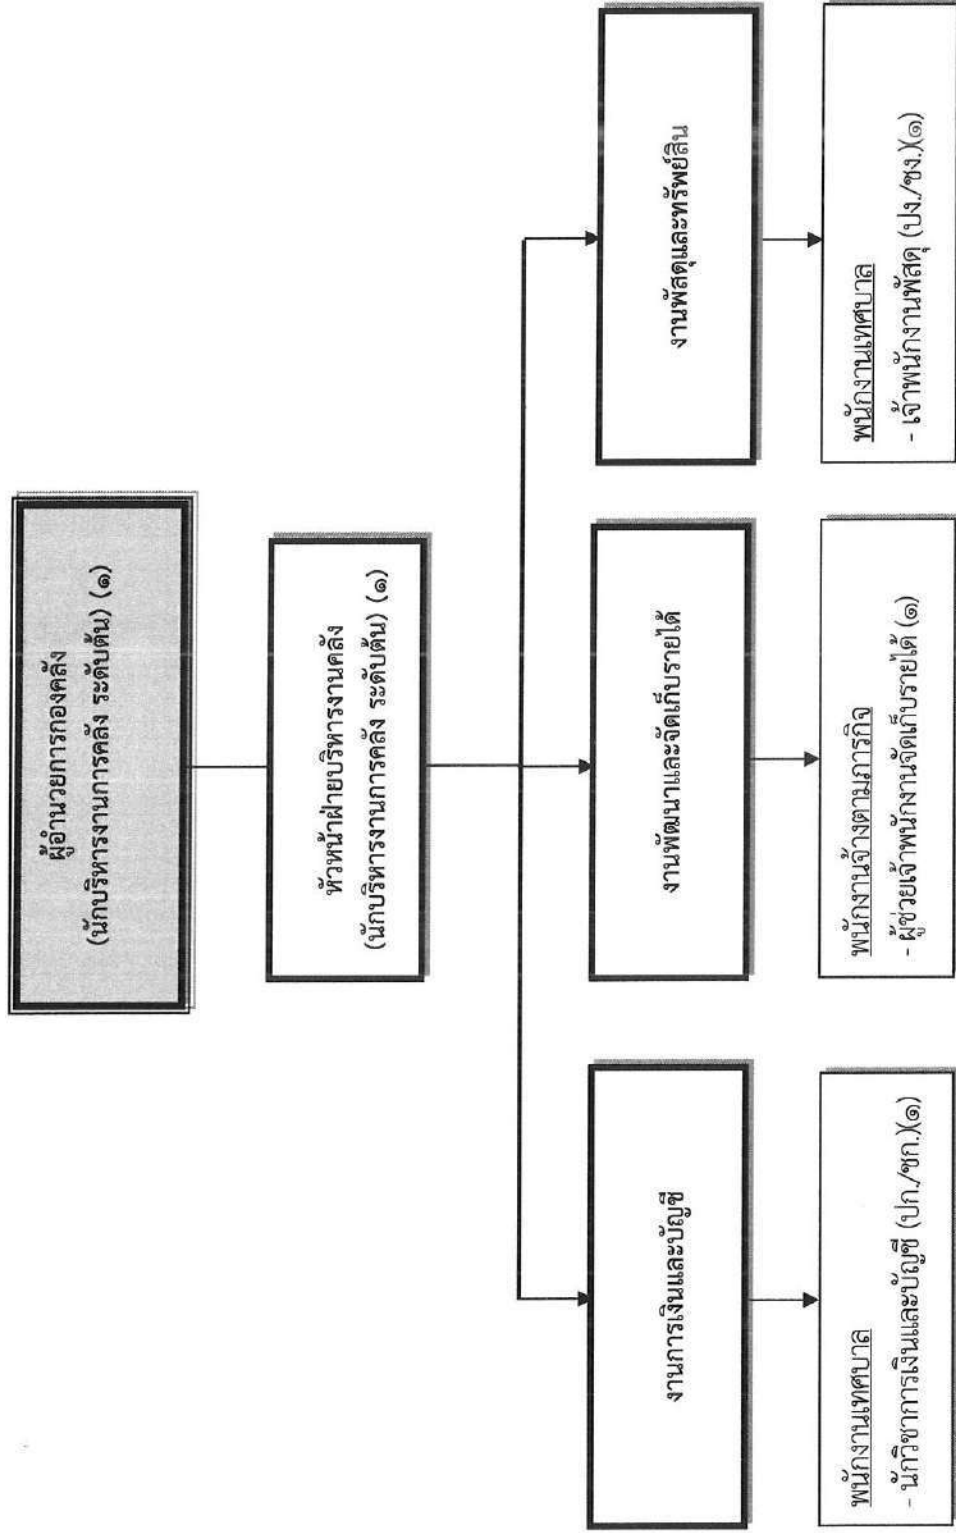 ผู้อำนวยการกองคลัง
(นักบริหารงานการคลัง ระดับต้น) (๑)
หัวหน้าฝ่ายบริหารงานคลัง
(นักบริหารงานการคลัง ระดับต้น) (๑)
งานการเงินและบัญชี
งานพัฒนาและจัดเก็บรายได้
งานพัสดุและทรัพย์สิน
พนักงานเทศบาล
- นักวิชาการเงินและบัญชี (ปก./ชก.)(๑)
พนักงานจ้างตามภารกิจ
- ผู้ช่วยเจ้าพนักงานจัดเก็บรายได้ (๑)
พนักงานเทศบาล
- เจ้าพนักงานพัสดุ (ปง./ชง.)(๑)